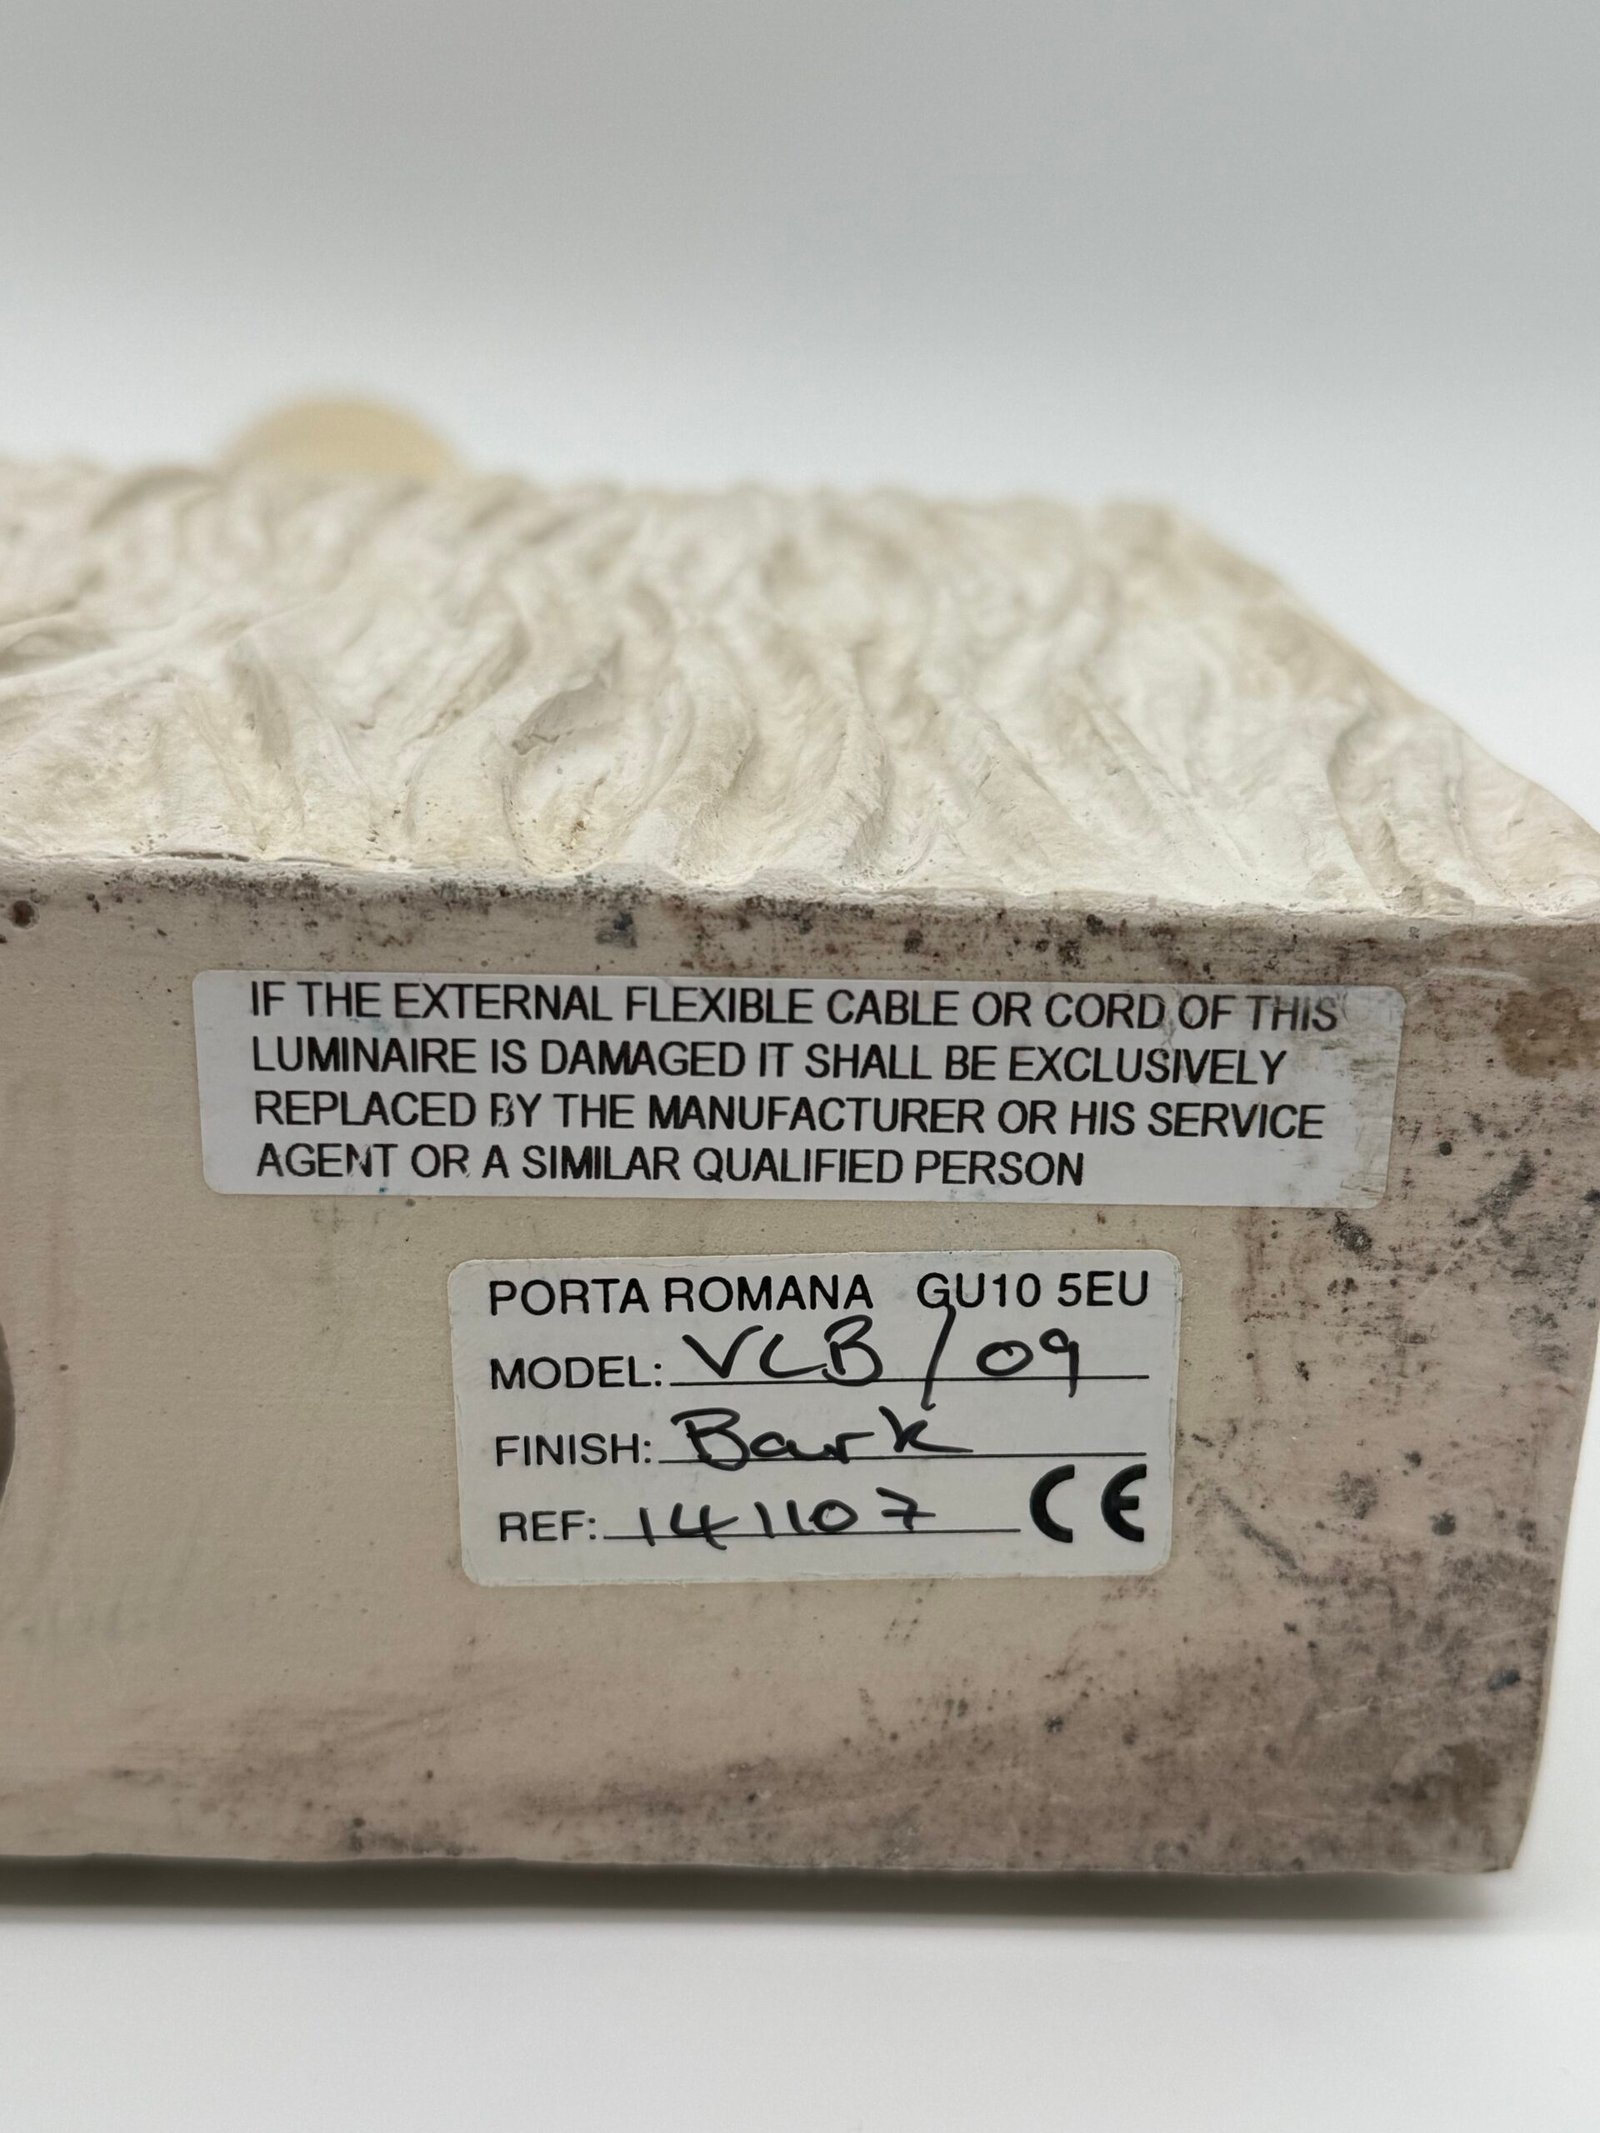 IF THE EXTERNAL FLEXIBLE CABLE OR CORD OF THIS
LUMINAIRE IS DAMAGED IT SHALL BE EXCLUSIVELY
REPLACED BY THE MANUFACTURER OR HIS SERVICE
AGENT OR A SIMILAR QUALIFIED PERSON
PORTA ROMANA GU10 5EU
MODEL: VCB/09
FINISH: Bark
REF: 141107 CE